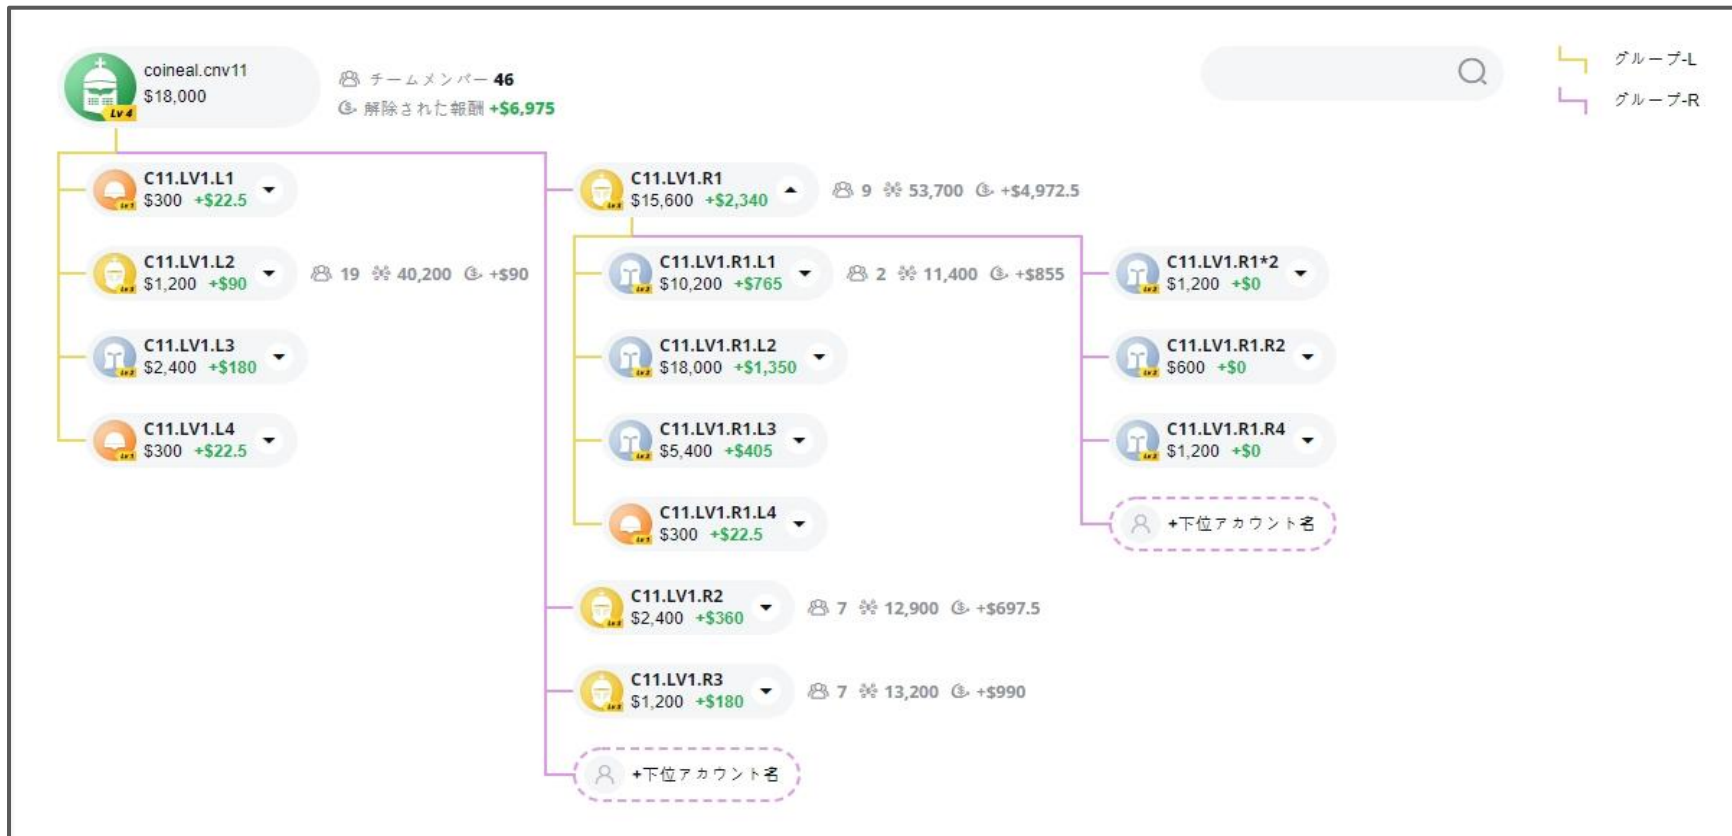 coineal.cnv11
$18,000
Lv 4
チームメンバー 46
解除された報酬 +$6,975
グループ-L
グループ-R
C11.LV1.L1
$300 +$22.5
C11.LV1.L2
$1,200 +$90
19 40,200 +$90
C11.LV1.L3
$2,400 +$180
C11.LV1.L4
$300 +$22.5
C11.LV1.R1
$15,600 +$2,340
9 53,700 +$4,972.5
C11.LV1.R1.L1
$10,200 +$765
2 11,400 +$855
C11.LV1.R1.L2
$18,000 +$1,350
C11.LV1.R1.L3
$5,400 +$405
C11.LV1.R1.L4
$300 +$22.5
C11.LV1.R1*2
$1,200 +$0
C11.LV1.R1.R2
$600 +$0
C11.LV1.R1.R4
$1,200 +$0
+下位アカウント名
C11.LV1.R2
$2,400 +$360
7 12,900 +$697.5
C11.LV1.R3
$1,200 +$180
7 13,200 +$990
+下位アカウント名